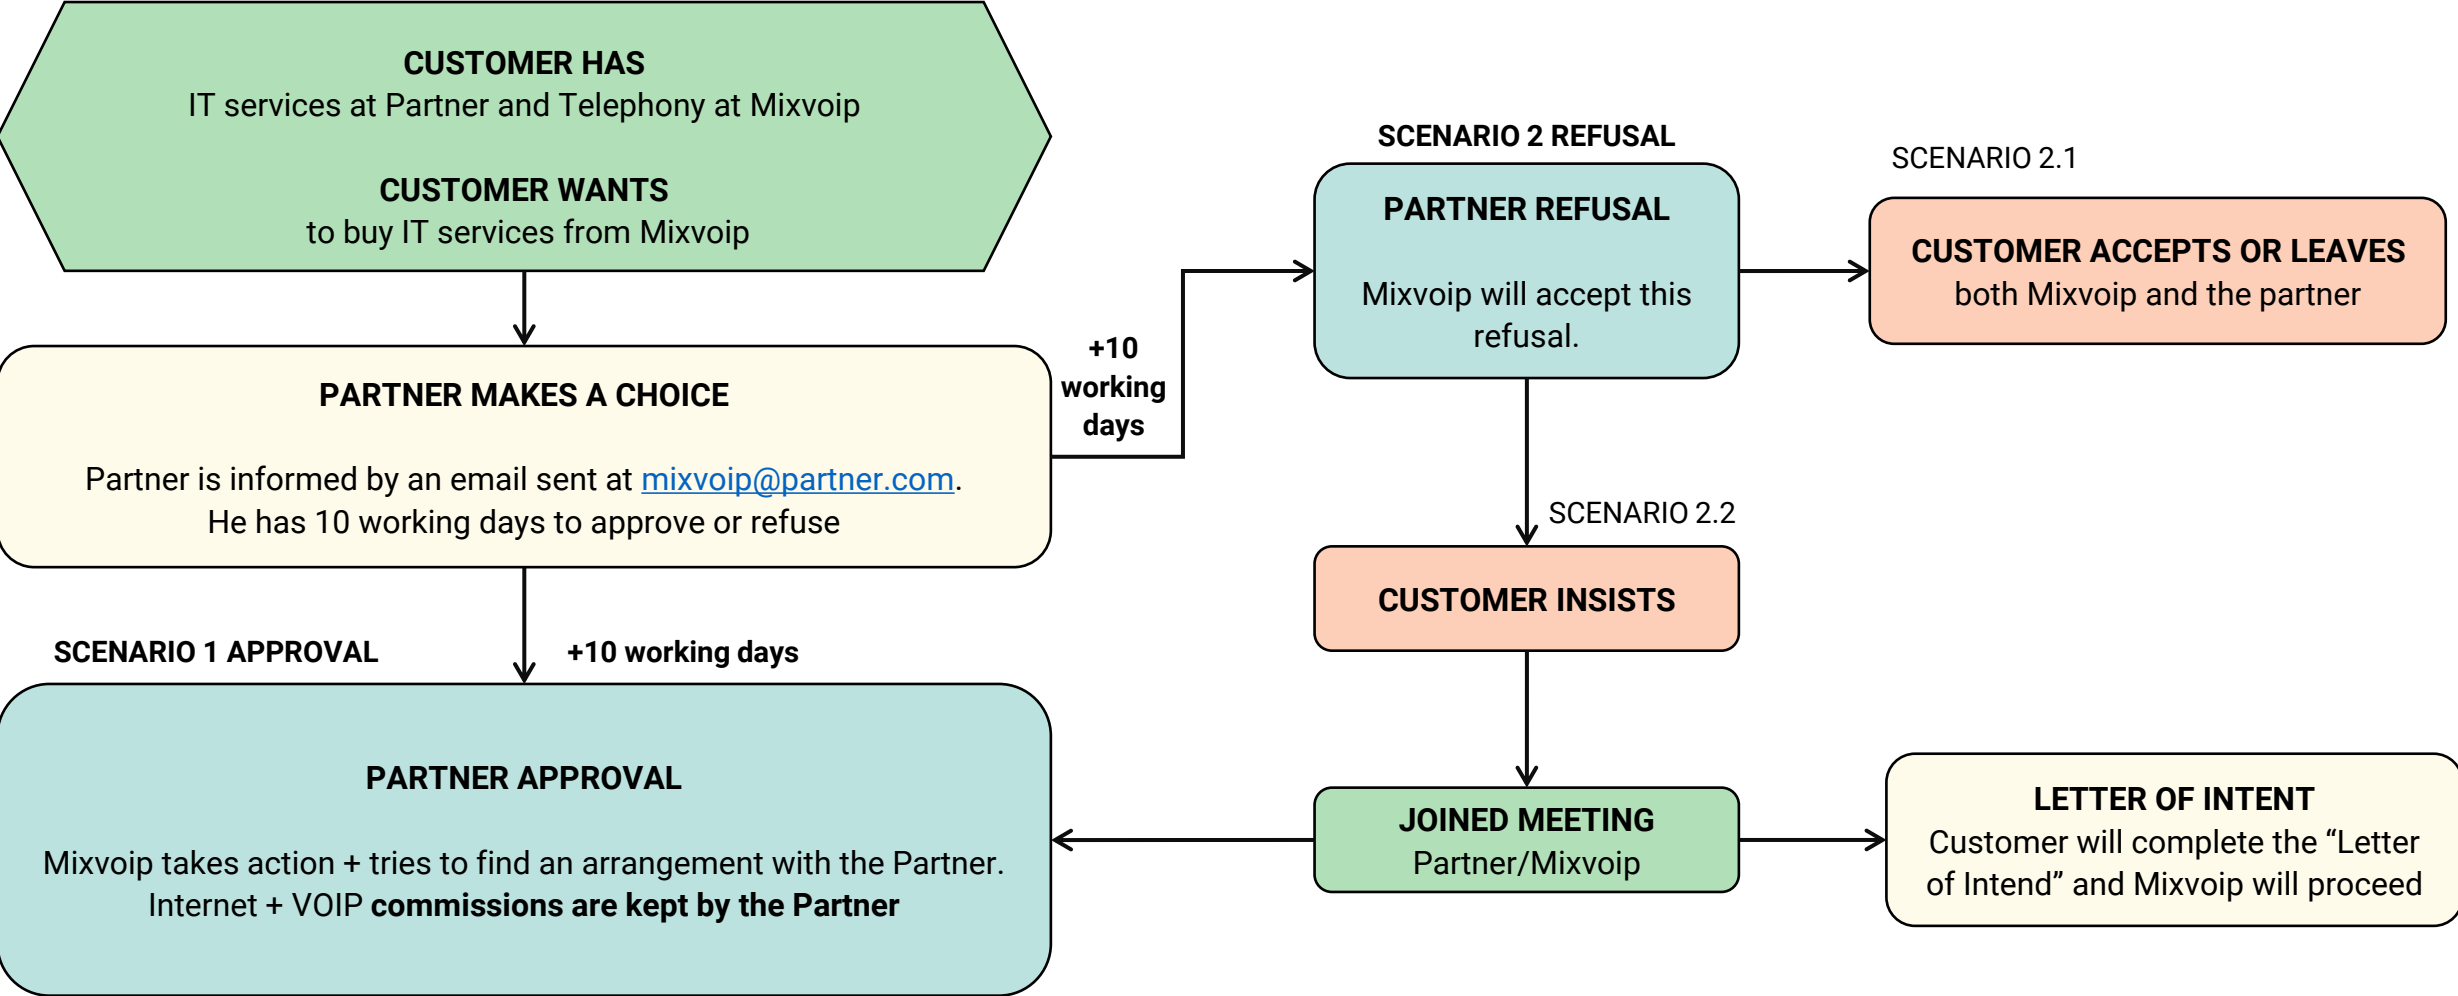 CUSTOMER HAS
IT services at Partner and Telephony at Mixvoip
CUSTOMER WANTS
to buy IT services from Mixvoip
PARTNER MAKES A CHOICE
Partner is informed by an email sent at mixvoip@partner.com.
He has 10 working days to approve or refuse
+10
working
days
SCENARIO 1 APPROVAL
+10 working days
PARTNER APPROVAL
Mixvoip takes action + tries to find an arrangement with the Partner.
Internet + VOIP commissions are kept by the Partner
SCENARIO 2 REFUSAL
PARTNER REFUSAL
Mixvoip will accept this
refusal.
SCENARIO 2.1
CUSTOMER ACCEPTS OR LEAVES
both Mixvoip and the partner
SCENARIO 2.2
CUSTOMER INSISTS
JOINED MEETING
Partner/Mixvoip
LETTER OF INTENT
Customer will complete the “Letter
of Intend” and Mixvoip will proceed